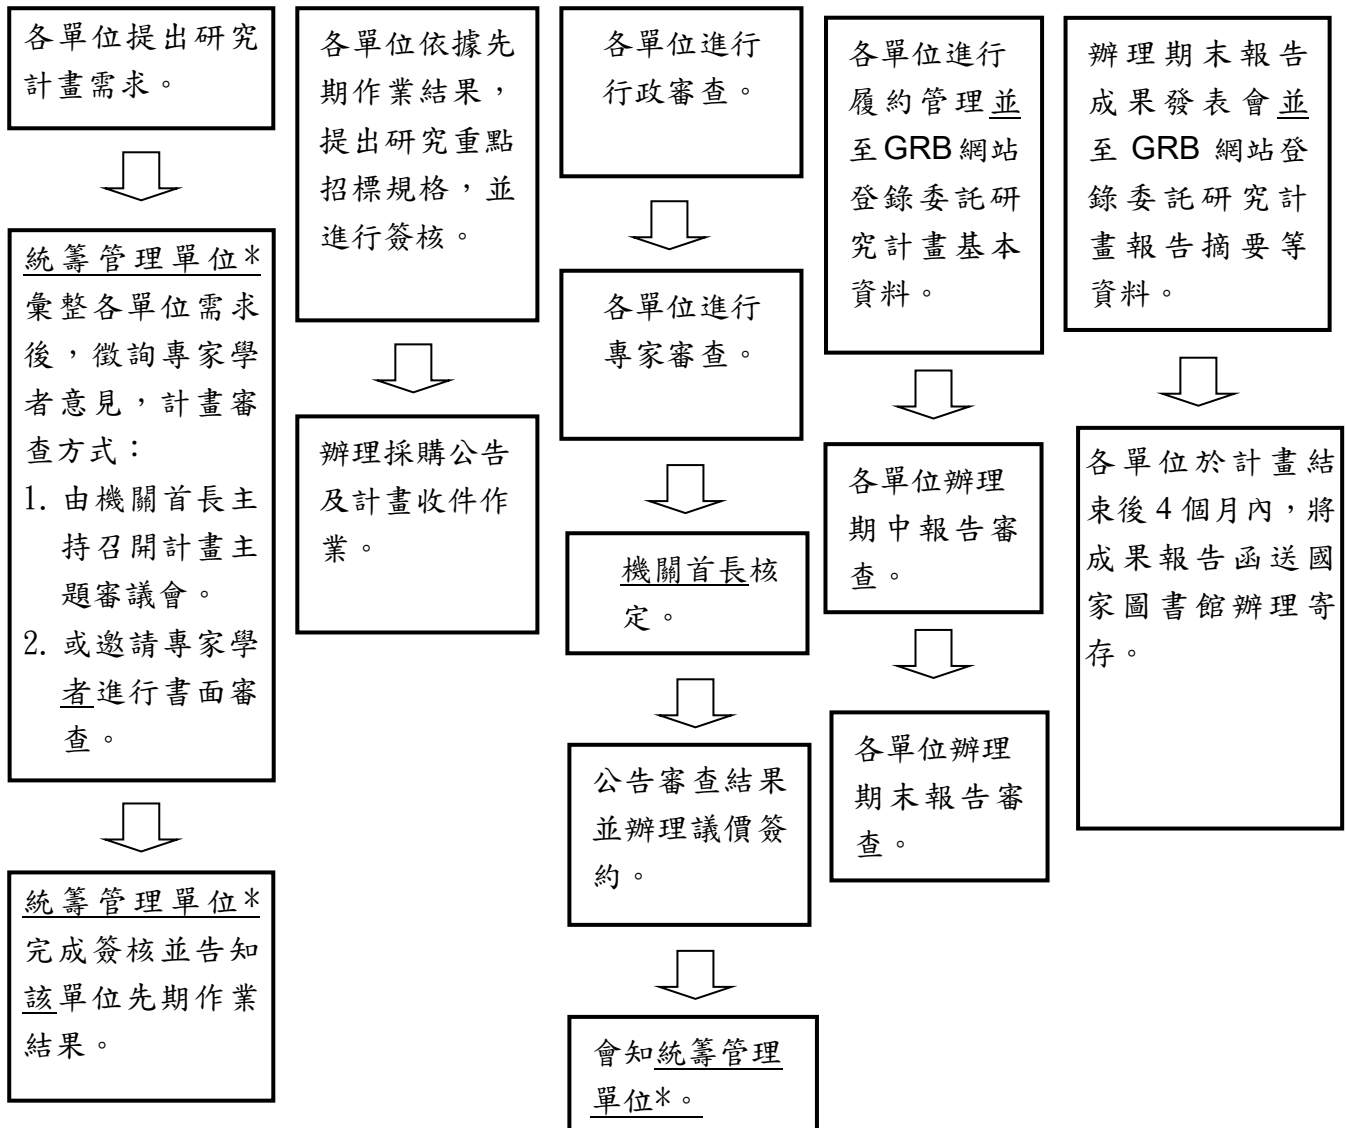 各單位提出研究
計畫需求。
統籌管理單位*
彙整各單位需求
後，徵詢專家學
者意見，計畫審
查方式：
1. 由機關首長主
持召開計畫主
題審議會。
2. 或邀請專家學
者進行書面審
查。
統籌管理單位*
完成簽核並告知
該單位先期作業
結果。
各單位依據先
期作業結果，
提出研究重點
招標規格，並
進行簽核。
辦理採購公告
及計畫收件作
業。
各單位進行
行政審查。
各單位進行
專家審查。
機關首長核
定。
公告審查結果
並辦理議價簽
約。
會知統籌管理
單位*。
各單位進行
履約管理並
至GRB網站
登錄委託研
究計畫基本
資料。
各單位辦理
期中報告審
查。
各單位辦理
期末報告審
查。
辦理期末報告
成果發表會並
至 GRB 網站登
錄委託研究計
畫報告摘要等
資料。
各單位於計畫結
束後4個月內，將
成果報告函送國
家圖書館辦理寄
存。